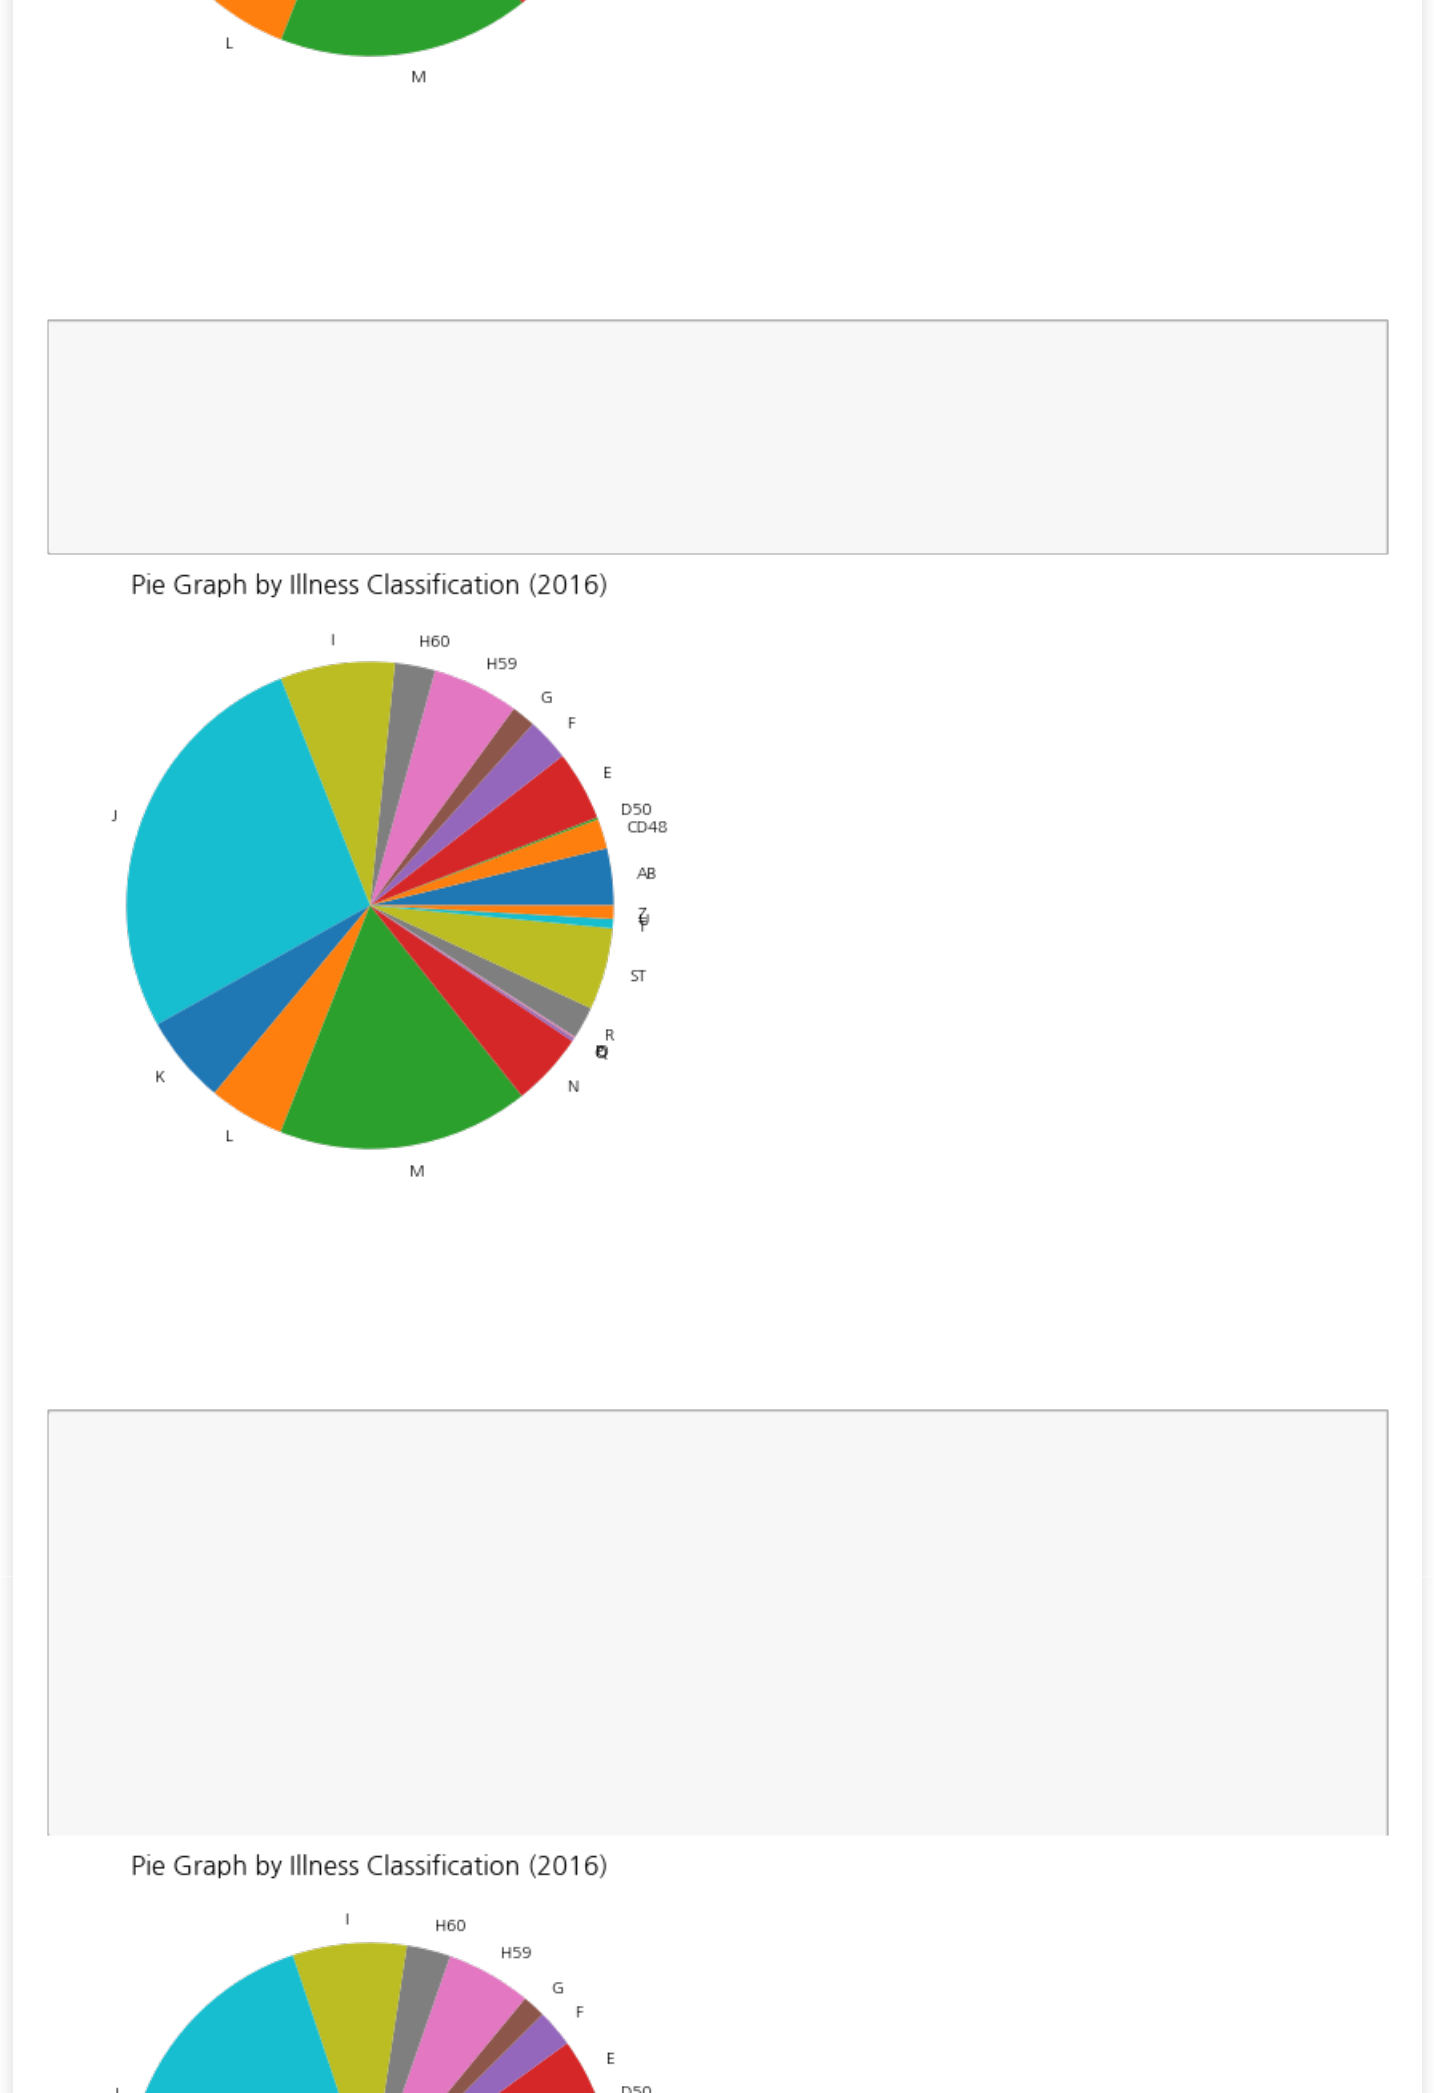 L
M
Pie Graph by Illness Classification (2016)
I
H60
H59
G
F
E
D50
CD48
J
AB
Z
ST
R
Q
N
K
L
M
Pie Graph by Illness Classification (2016)
I
H60
H59
G
F
E